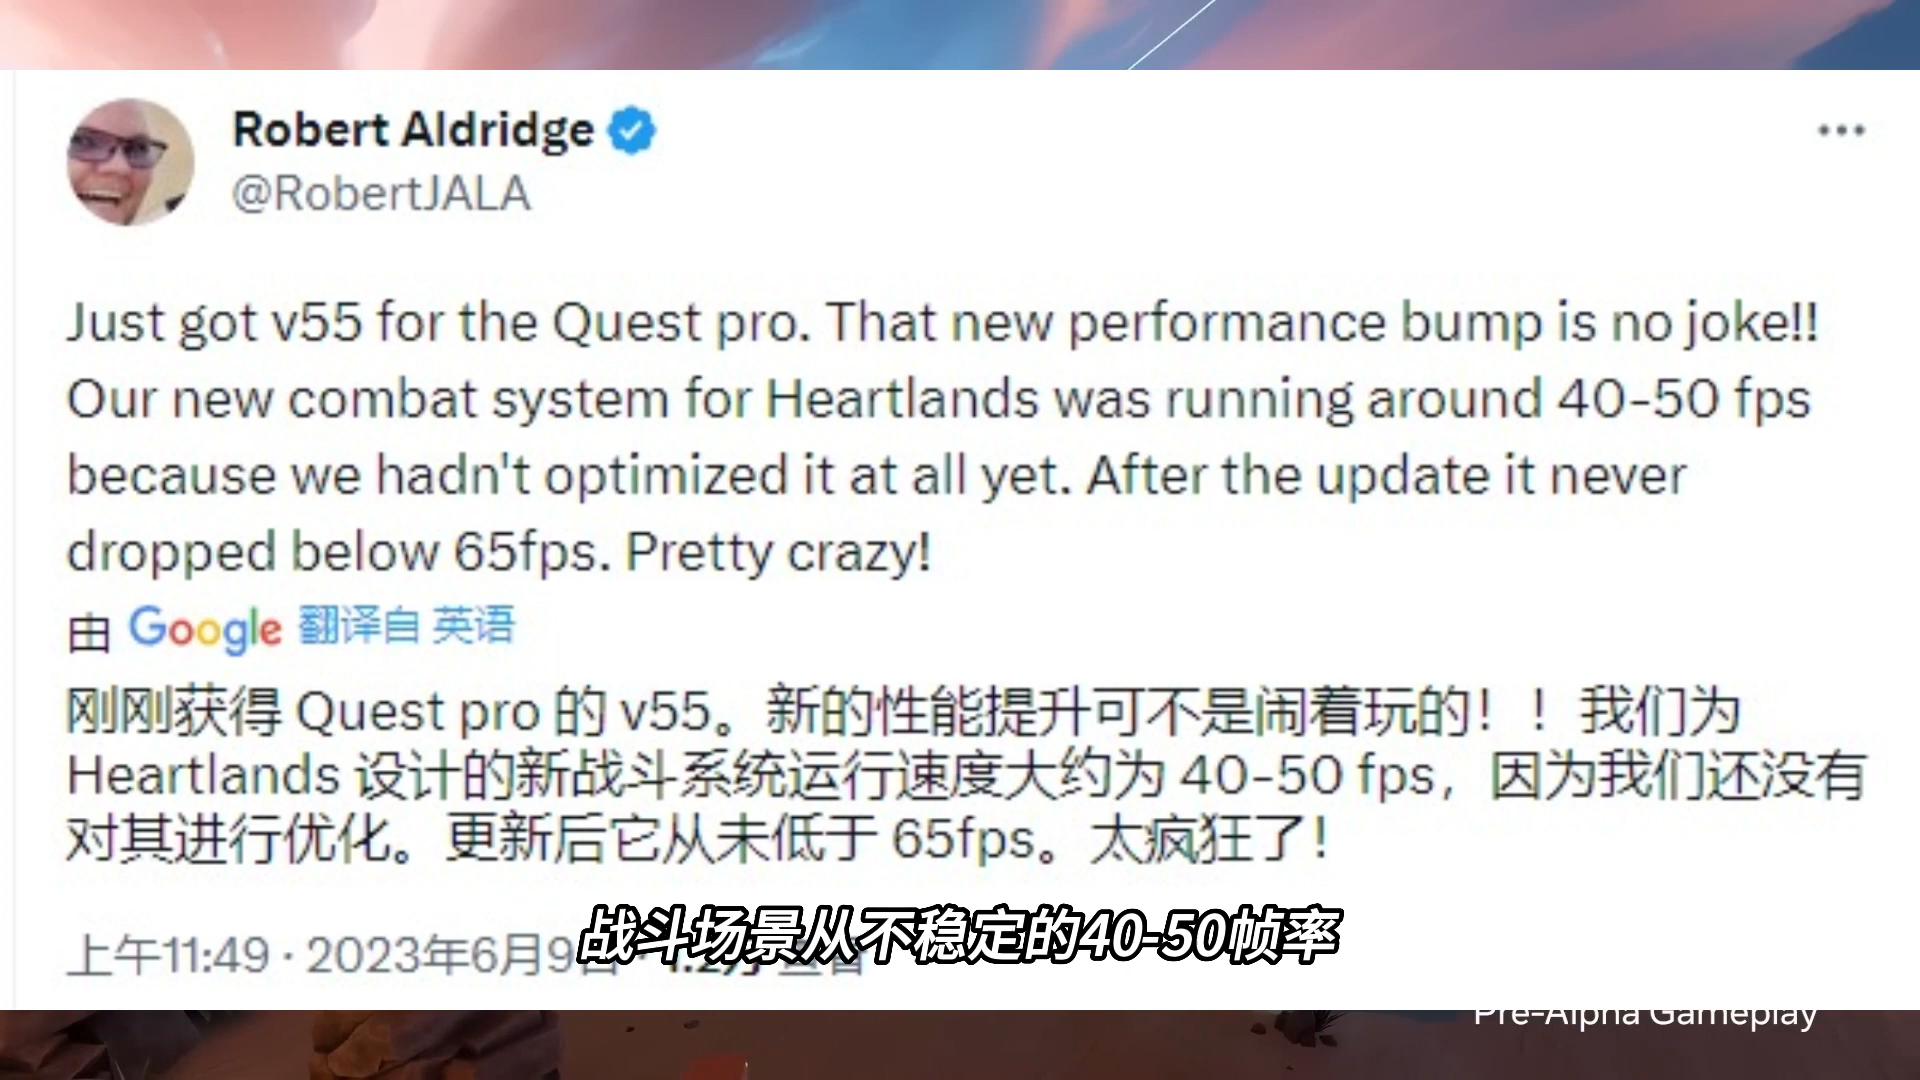 Robert Aldridge
@RobertJALA
Just got v55 for the Quest pro. That new performance bump is no joke!!
Our new combat system for Heartlands was running around 40-50 fps
because we hadn't optimized it at all yet. After the update it never
dropped below 65fps. Pretty crazy!
由 Google 翻译自 英语
刚刚获得 Quest pro 的 v55。新的性能提升可不是闹着玩的！！我们为
Heartlands 设计的新战斗系统运行速度大约为 40-50 fps，因为我们还没有
对其进行优化。更新后它从未低于 65fps。太疯狂了！
上午11:49 · 2023年6月9日 ·
战斗场景从不稳定的40-50帧率
Pre-Alpha Gameplay